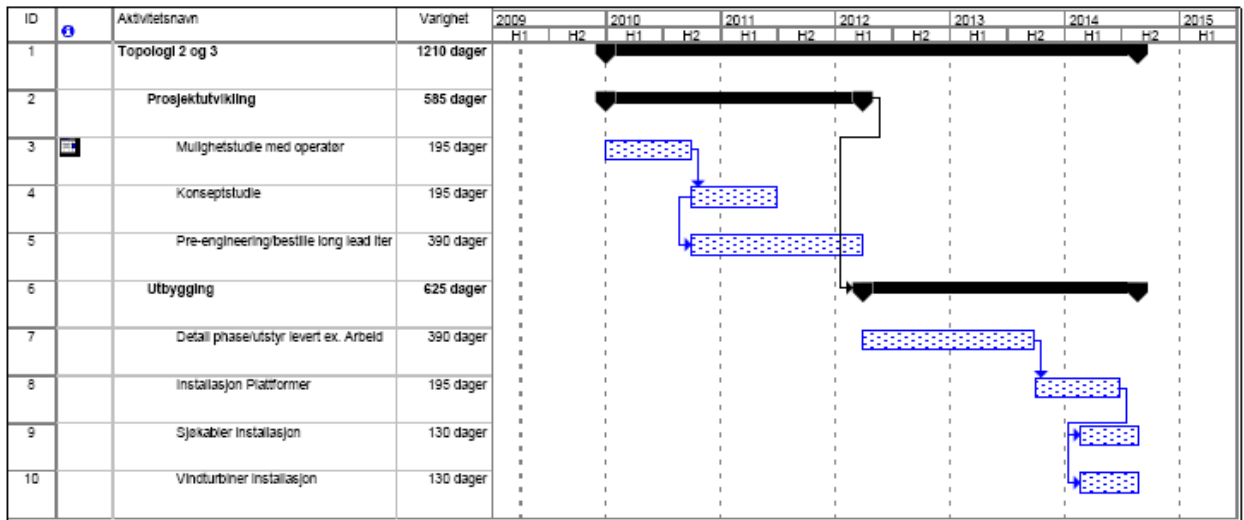 ID Aktivitetsnavn Varighet 2009 2010 2011 2012 2013 2014 2015
H1 H2 H1 H2 H1 H2 H1 H2 H1 H2 H1 H2 H1
1 Topologi 2 og 3 1210 dager
2 Prosjektutvikling 585 dager
3 Mulighetstudie med operatør 195 dager
4 Konseptstudie 195 dager
5 Pre-engineering/bestille long lead iter 390 dager
6 Utbygging 625 dager
7 Detail phase/utstyr levert ex. Arbeid 390 dager
8 Installasjon Plattformer 195 dager
9 Sjøkabler Installasjon 130 dager
10 Vindturbiner Installasjon 130 dager